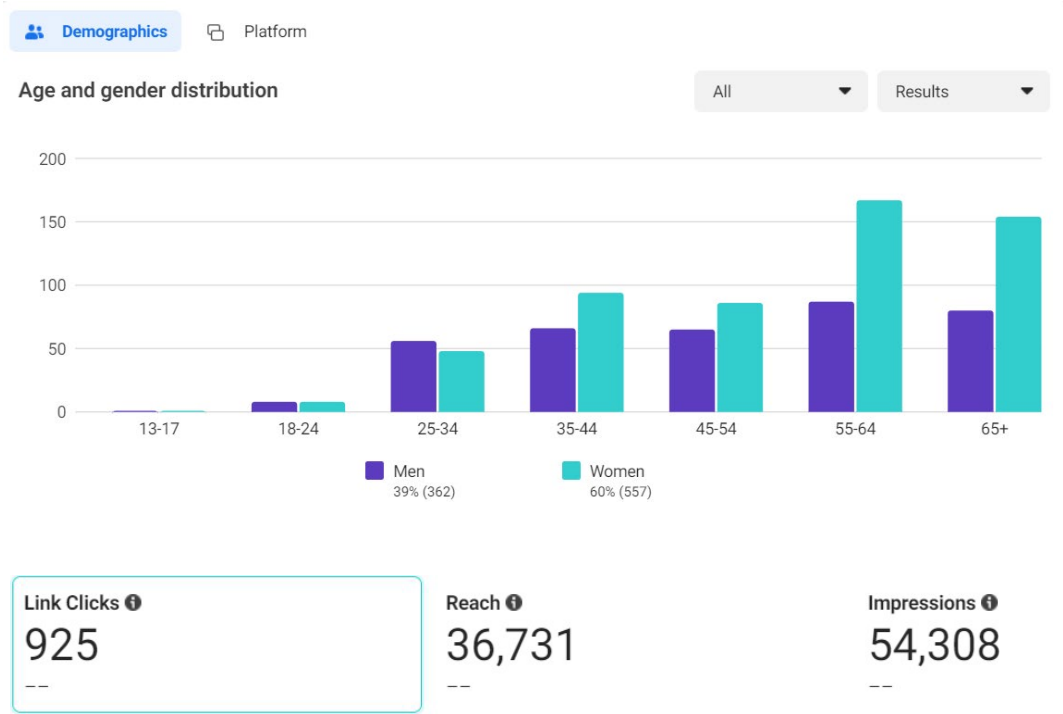 Demographics Platform
Age and gender distribution All Results
200
150
100
50
0
13-17 18-24 25-34 35-44 45-54 55-64 65+
Men Women
39% (362) 60% (557)
Link Clicks Reach Impressions
925 36,731 54,308
-- -- --